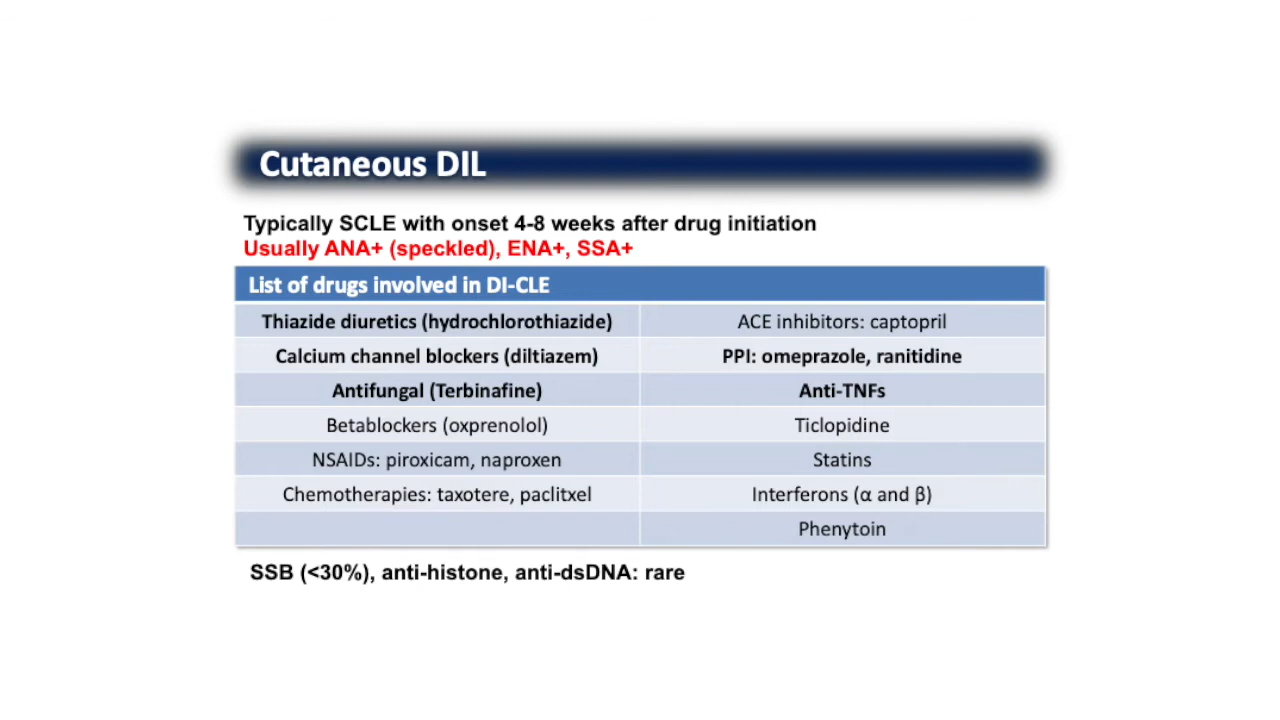 Cutaneous DIL
Typically SCLE with onset 4-8 weeks after drug initiation
Usually ANA+ (speckled), ENA+, SSA+
List of drugs involved in DI-CLE
Thiazide diuretics (hydrochlorothiazide) ACE inhibitors: captopril
Calcium channel blockers (diltiazem) PPI: omeprazole, ranitidine
Antifungal (Terbinafine) Anti-TNFs
Betablockers (oxprenolol) Ticlopidine
NSAIDs: piroxicam, naproxen Statins
Chemotherapies: taxotere, paclitxel Interferons (α and β)
Phenytoin
SSB (<30%), anti-histone, anti-dsDNA: rare